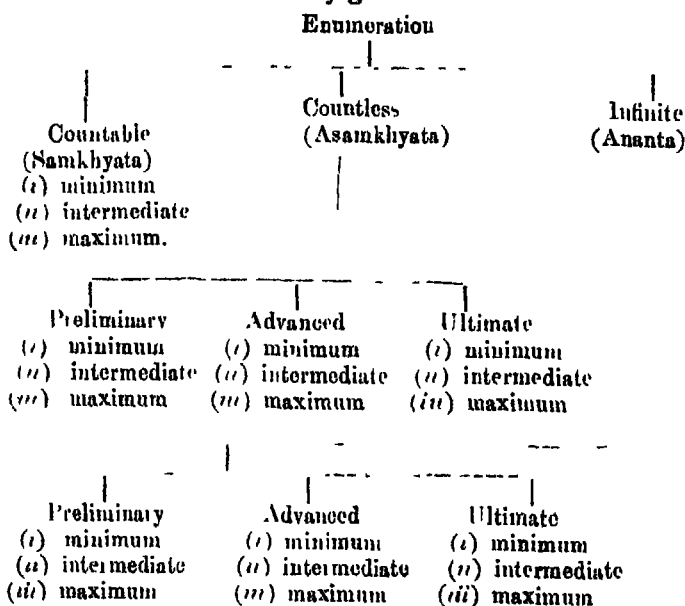 Enumeration
Countless
Infinite
Countable
(Asamkhyata)
(Ananta)
(Samkhyata)
(i) minimum
(ii) intermediate
(iii) maximum.
Preliminary Advanced Ultimate
(i) minimum (i) minimum (i) minimum
(ii) intermediate (ii) intermediate (ii) intermediate
(iii) maximum (iii) maximum (iii) maximum
Preliminary Advanced Ultimate
(i) minimum (i) minimum (i) minimum
(ii) intermediate (ii) intermediate (ii) intermediate
(iii) maximum (iii) maximum (iii) maximum